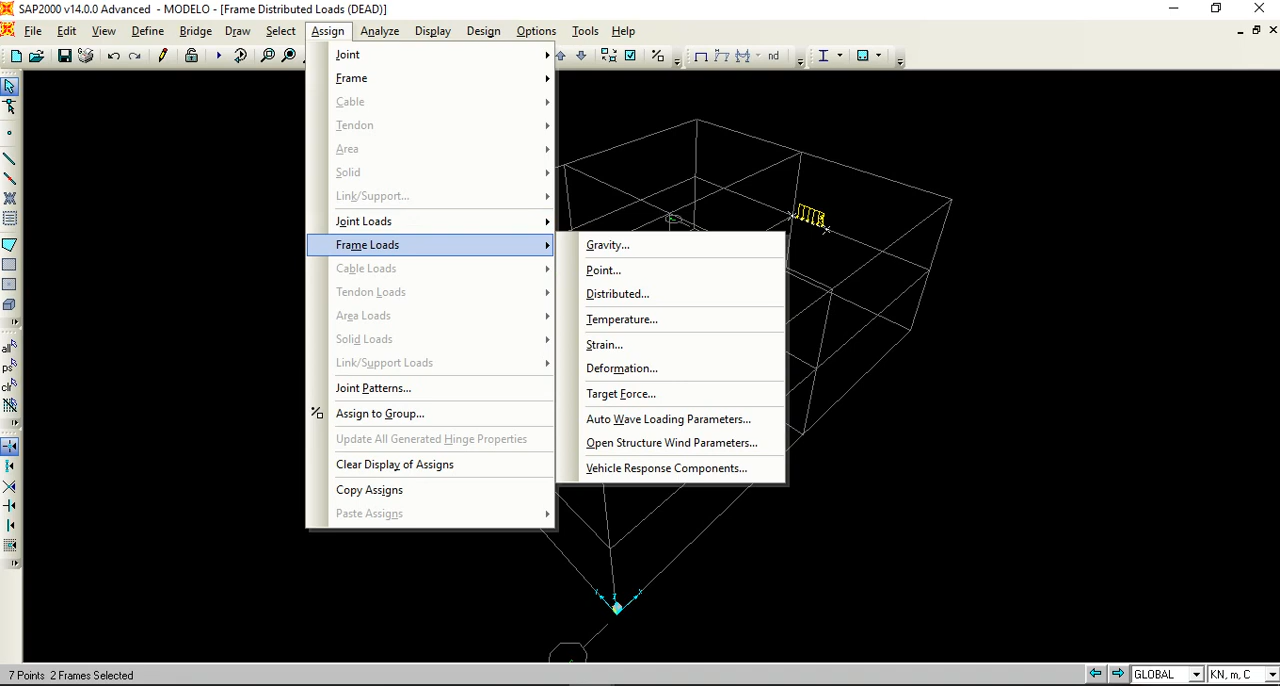 SAP2000 v14.0.0 Advanced - MODELO - [Frame Distributed Loads (DEAD)]
File Edit View Define Bridge Draw Select Assign Analyze Display Design Options Tools Help
nd
Joint
Frame
Cable
Tendon
Area
Solid
Link/Support...
Joint Loads
Frame Loads
Cable Loads
Tendon Loads
Area Loads
Solid Loads
Link/Support Loads
Joint Patterns...
Assign to Group...
Update All Generated Hinge Properties
Clear Display of Assigns
Copy Assigns
Paste Assigns
Gravity...
Point...
Distributed...
Temperature...
Strain...
Deformation...
Target Force...
Auto Wave Loading Parameters...
Open Structure Wind Parameters...
Vehicle Response Components...
all
ps
clr
7 Points 2 Frames Selected
GLOBAL
KN, m, C